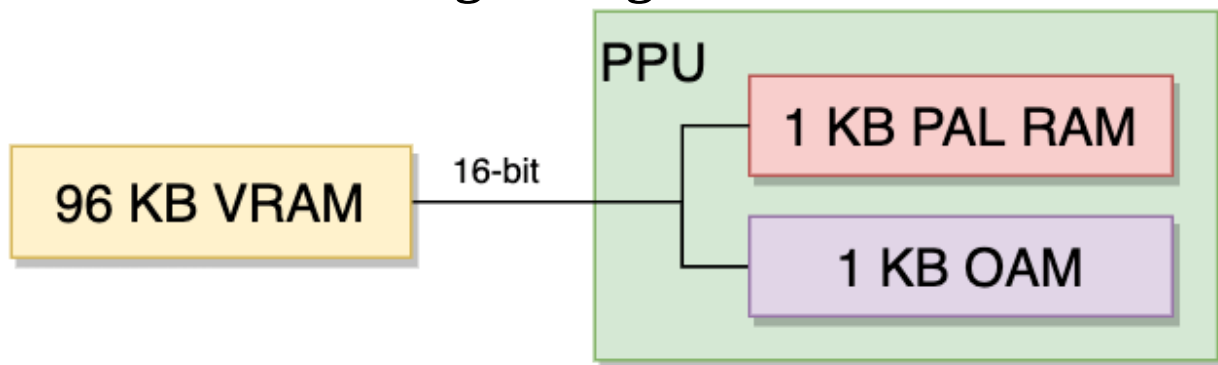 PPU
1 KB PAL RAM
16-bit
96 KB VRAM
1 KB OAM